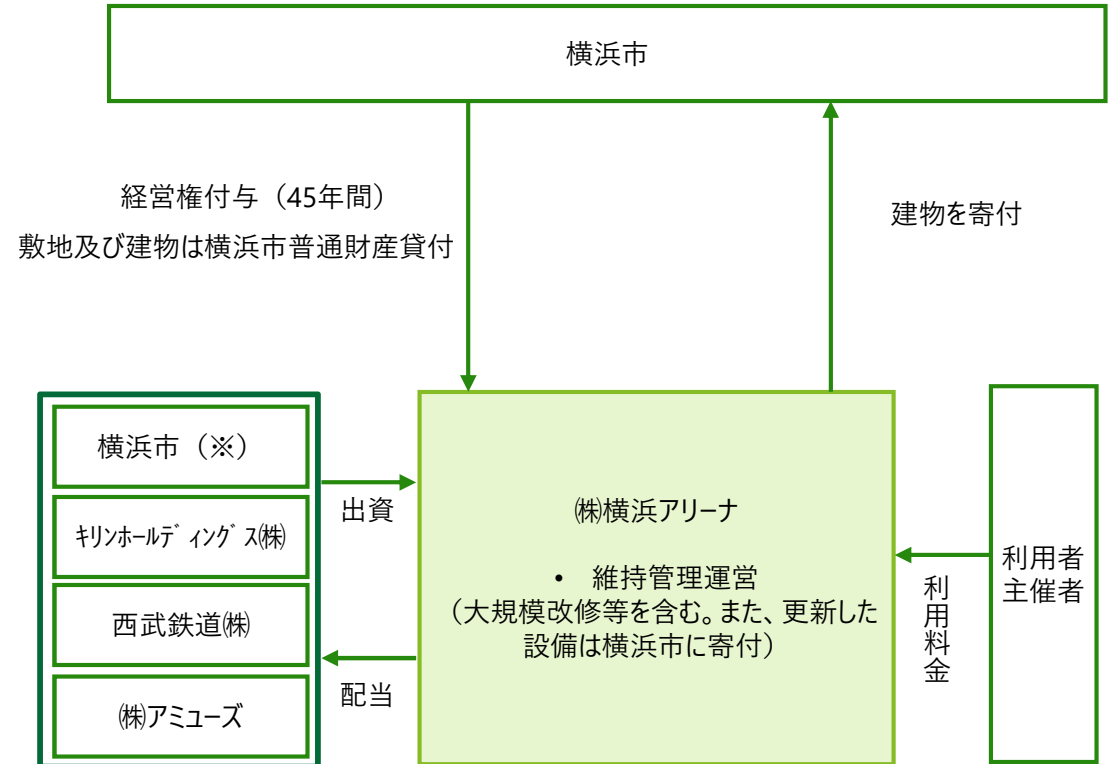 横浜市
経営権付与（45年間）
敷地及び建物は横浜市普通財産貸付
建物を寄付
横浜市（※）
ｷﾘﾝﾎｰﾙﾃﾞｨﾝｸﾞｽ㈱
西武鉄道㈱
㈱アミューズ
出資
配当
㈱横浜アリーナ
• 維持管理運営
（大規模改修等を含む。また、更新した
設備は横浜市に寄付）
利用料金
利用者
主催者